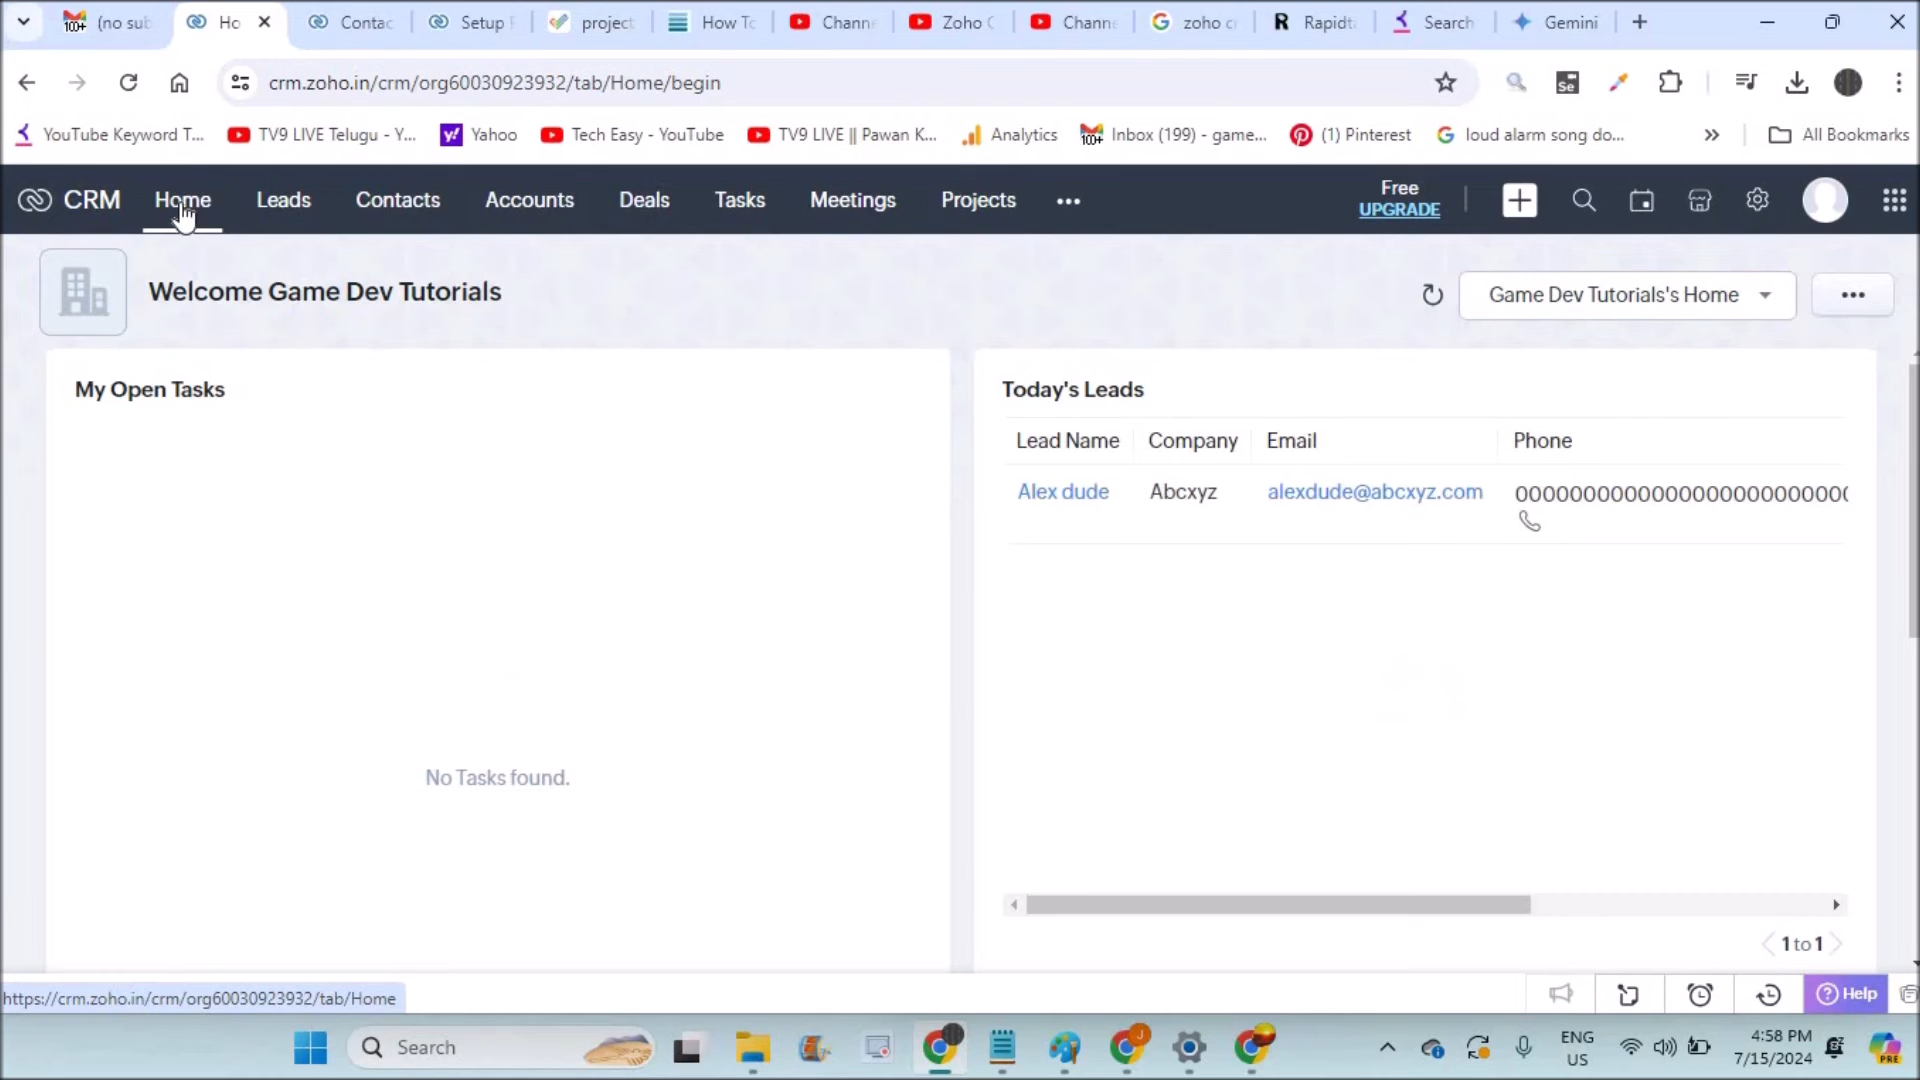 (no sub
Ho
Contac
Setup
project
How To
Channe
Zoho C
Channe
zoho cr
Rapidta
Search
Gemini
crm.zoho.in/crm/org60030923932/tab/Home/begin
YouTube Keyword T...
TV9 LIVE Telugu - Y...
Yahoo
Tech Easy - YouTube
TV9 LIVE || Pawan K...
Analytics
Inbox (199) - game...
(1) Pinterest
loud alarm song do...
All Bookmarks
CRM
Home
Leads
Contacts
Accounts
Deals
Tasks
Meetings
Projects
Free
UPGRADE
Welcome Game Dev Tutorials
Game Dev Tutorials's Home
My Open Tasks
Today's Leads
Lead Name Company Email Phone
Alex dude Abcxyz alexdude@abcxyz.com
No Tasks found.
1 to 1
https://crm.zoho.in/crm/org60030923932/tab/Home
Help
Search
ENG
US
4:58 PM
7/15/2024